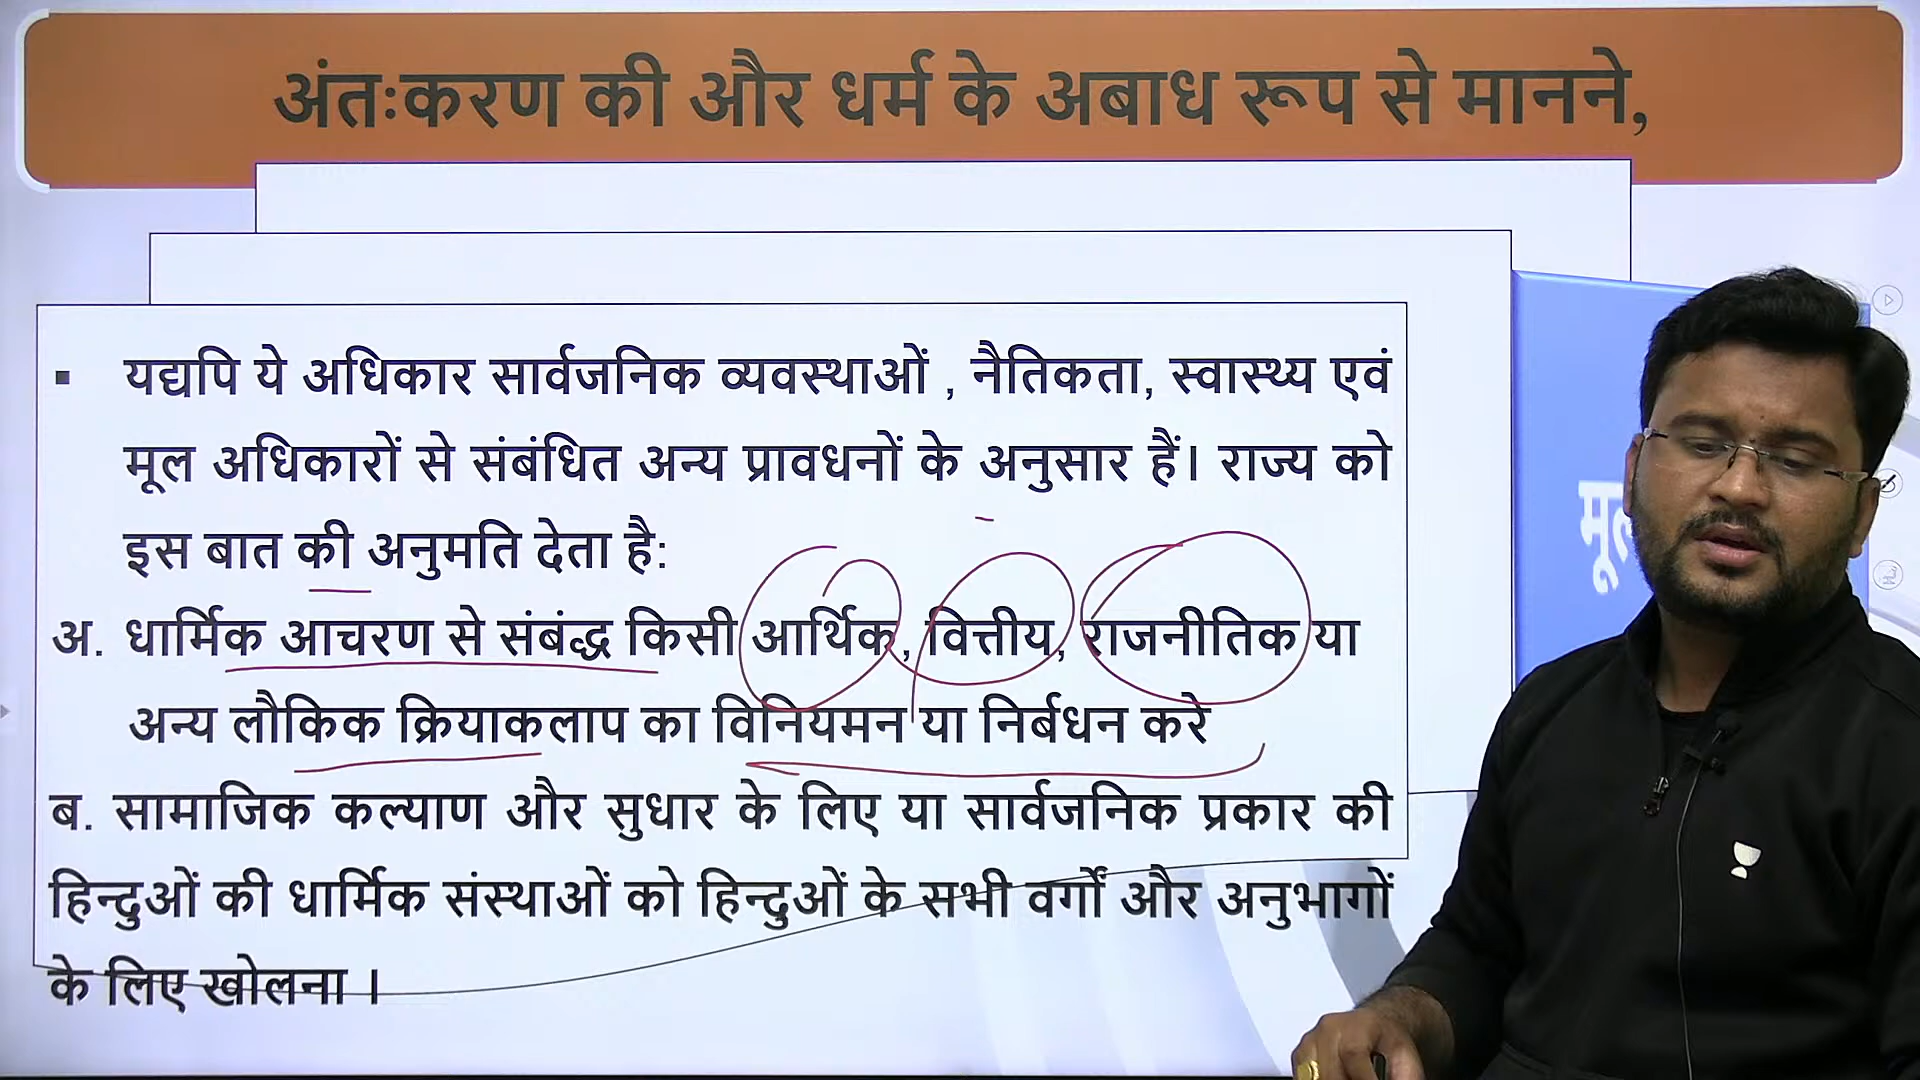 अंतःकरण की और धर्म के अबाध रूप से मानने,
▪ यद्यपि ये अधिकार सार्वजनिक व्यवस्थाओं , नैतिकता, स्वास्थ्य एवं
मूल अधिकारों से संबंधित अन्य प्रावधनों के अनुसार हैं। राज्य को
इस बात की अनुमति देता है:
अ. धार्मिक आचरण से संबंद्ध किसी आर्थिक, वित्तीय, राजनीतिक या
अन्य लौकिक क्रियाकलाप का विनियमन या निर्बधन करे
ब. सामाजिक कल्याण और सुधार के लिए या सार्वजनिक प्रकार की
हिन्दुओं की धार्मिक संस्थाओं को हिन्दुओं के सभी वर्गों और अनुभागों
के लिए खोलना ।